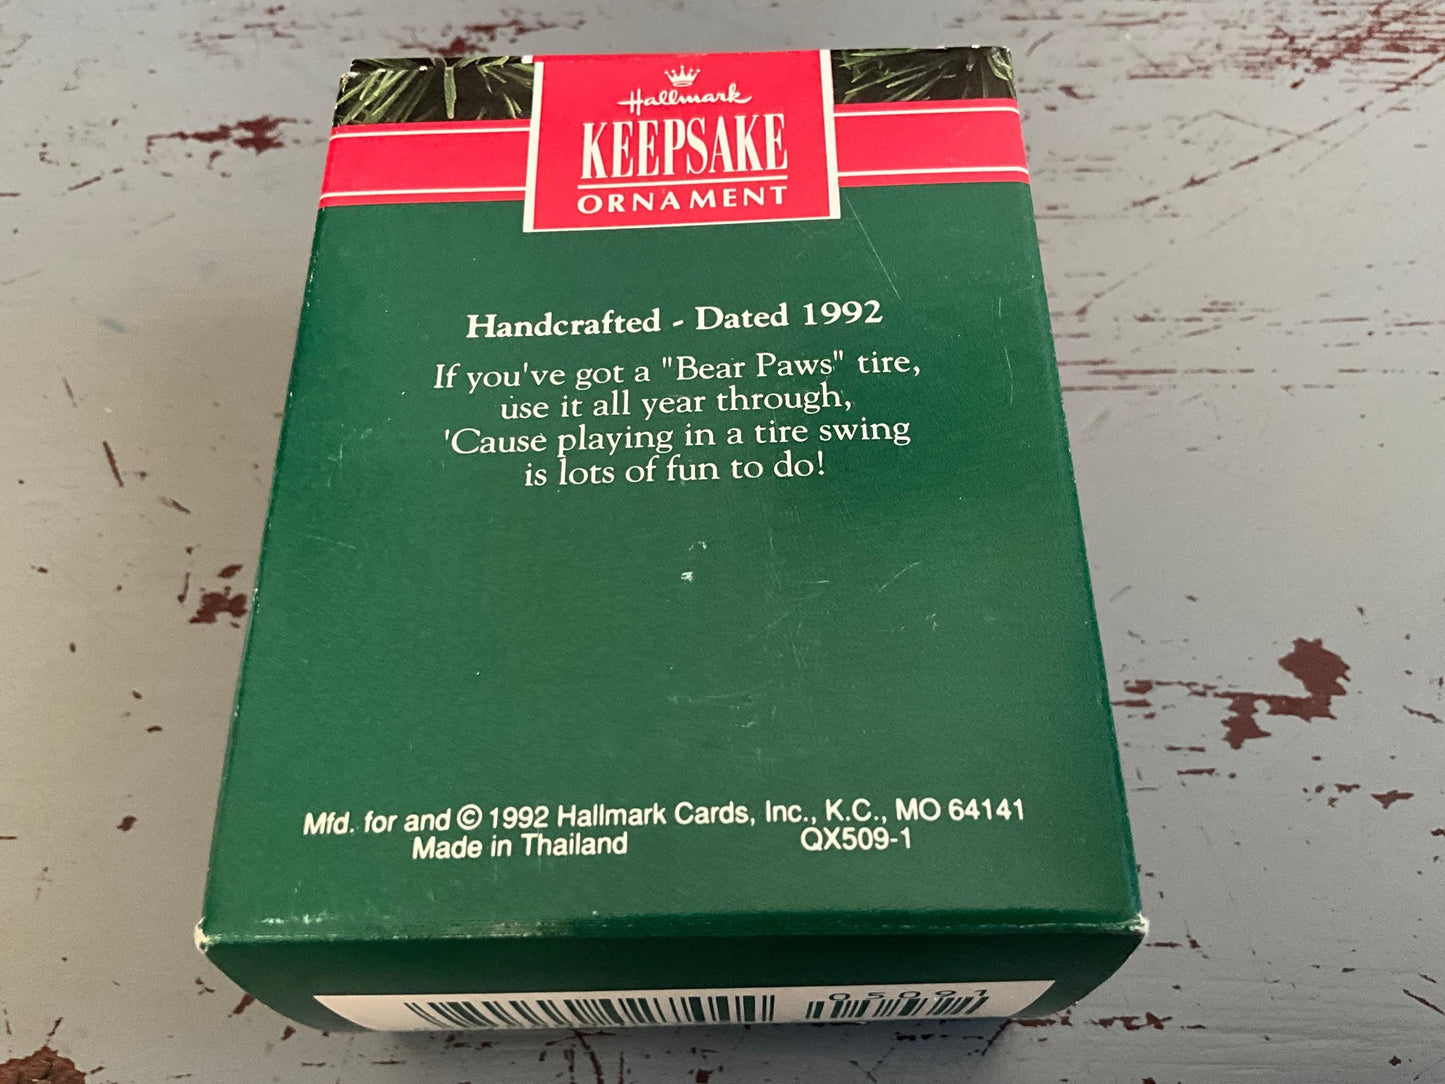 Hallmark
KEEPSAKE
ORNAMENT
Handcrafted - Dated 1992
If you've got a "Bear Paws" tire,
use it all year through,
'Cause playing in a tire swing
is lots of fun to do!
Mfd. for and © 1992 Hallmark Cards, Inc., K.C., MO 64141
Made in Thailand QX509-1
05091